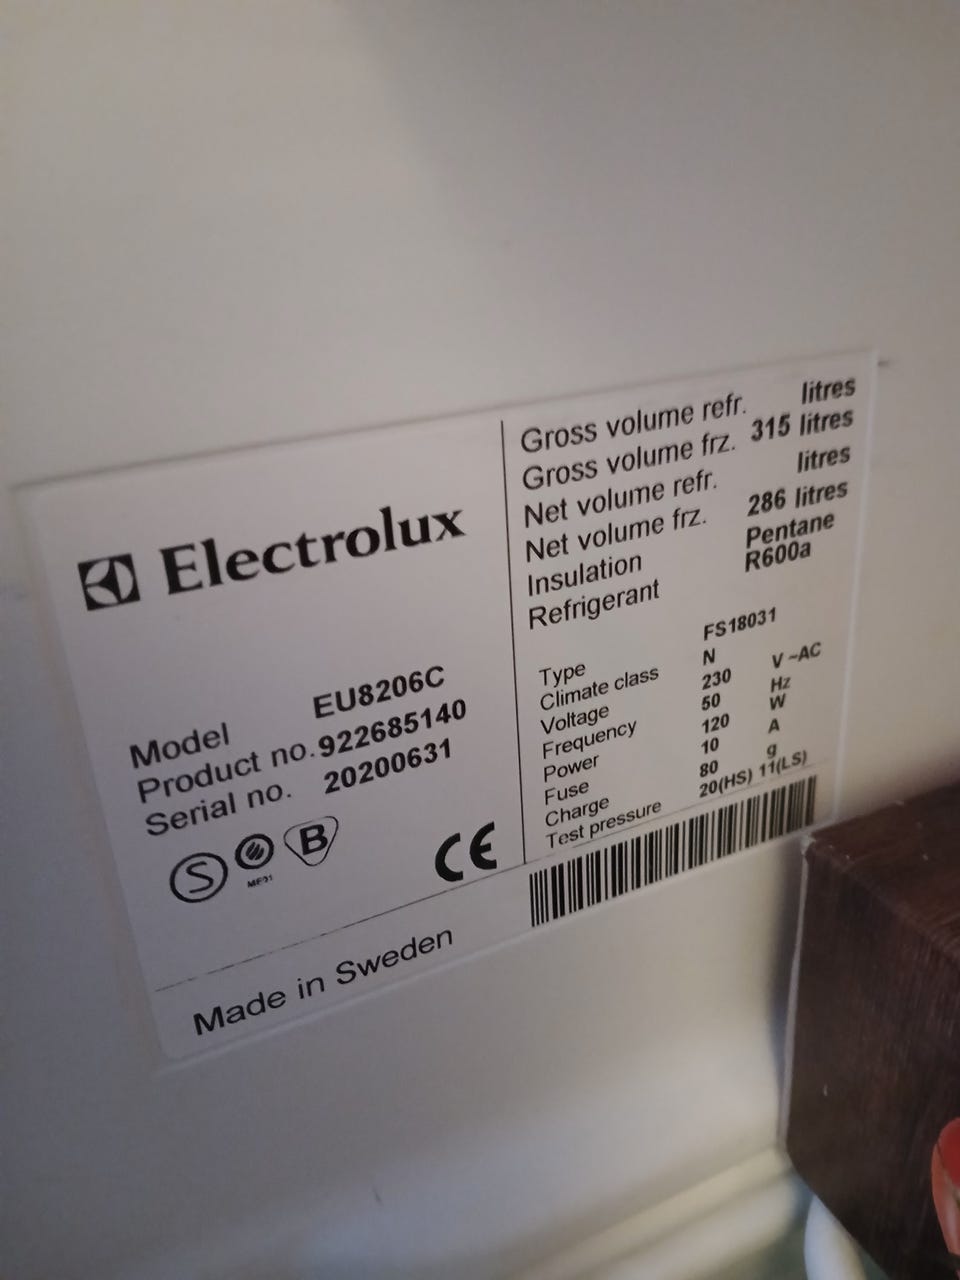 Electrolux
Model EU8206C
Product no. 922685140
Serial no. 20200631
S
B
CE
Made in Sweden
Gross volume refr. litres
Gross volume frz. 315 litres
Net volume refr. litres
Net volume frz. 286 litres
Insulation Pentane
Refrigerant R600a
Type FS18031
Climate class N
Voltage 230 V ~AC
Frequency 50 Hz
Power 120 W
Fuse 10 A
Charge 80 g
Test pressure 20(HS) 11(LS)